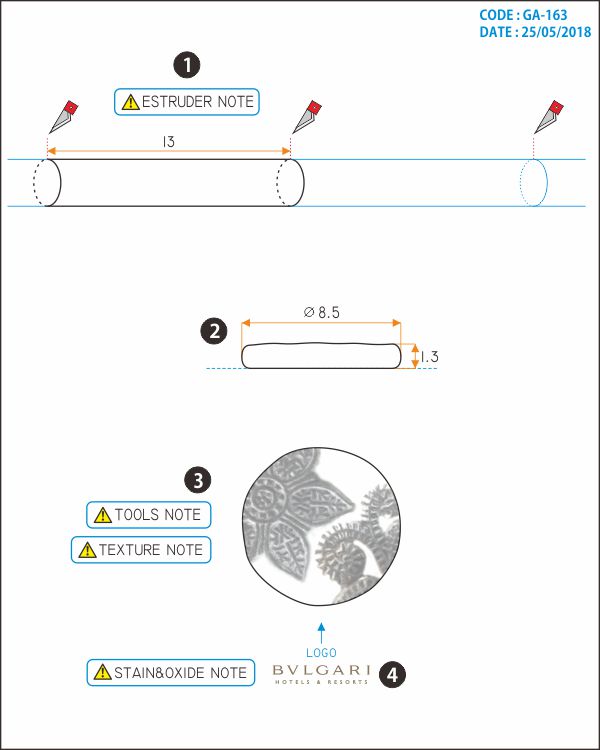 CODE : GA-163
DATE : 25/05/2018
1
ESTRUDER NOTE
13
2
Ø 8.5
1.3
3
TOOLS NOTE
TEXTURE NOTE
LOGO
STAIN&OXIDE NOTE
BVLGARI
HOTELS & RESORTS
4